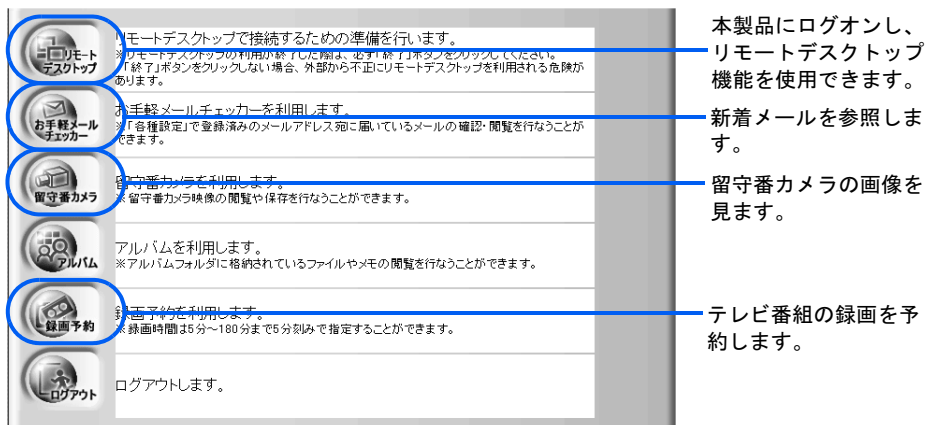 リモート
デスクトップ
リモートデスクトップで接続するための準備を行います。
※リモートデスクトップの利用が終了した際は、必ず「終了」ボタンをクリックしてください。
「終了」ボタンをクリックしない場合、外部から不正にリモートデスクトップを利用される危険が
あります。
本製品にログオンし、
リモートデスクトップ
機能を使用できます。
お手軽メール
チェッカー
お手軽メールチェッカーを利用します。
※「各種設定」で登録済みのメールアドレス宛に届いているメールの確認・閲覧を行なうことが
できます。
新着メールを参照しま
す。
留守番カメラ
留守番カメラを利用します。
※留守番カメラ映像の閲覧や保存を行なうことができます。
留守番カメラの画像を
見ます。
アルバム
アルバムを利用します。
※アルバムフォルダに格納されているファイルやメモの閲覧を行なうことができます。
録画予約
録画予約を利用します。
※録画時間は5分～180分まで5分刻みで指定することができます。
テレビ番組の録画を予
約します。
ログアウト
ログアウトします。